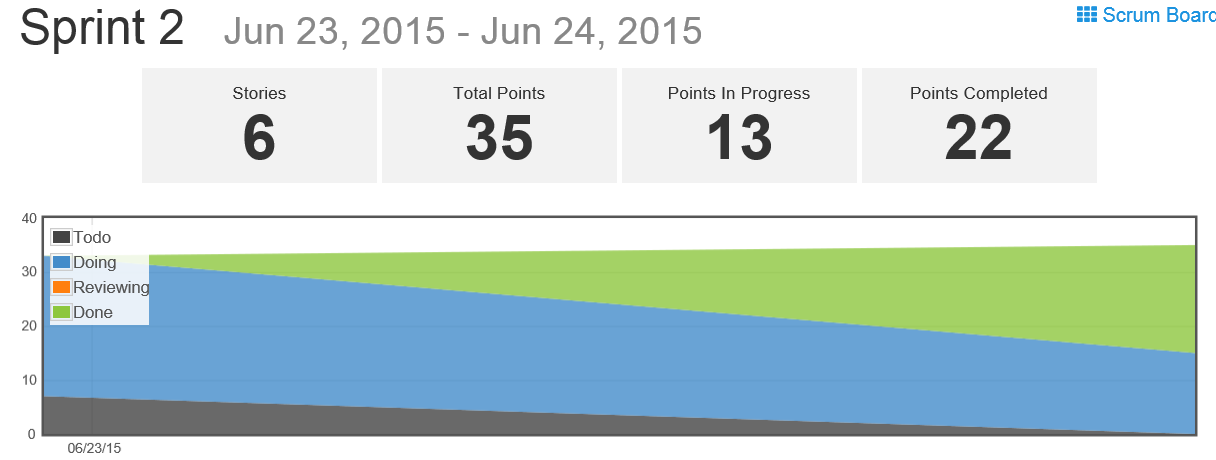 Sprint 2 Jun 23, 2015 - Jun 24, 2015
Scrum Board
Stories
6
Total Points
35
Points In Progress
13
Points Completed
22
40
30
20
10
0
Todo
Doing
Reviewing
Done
06/23/15